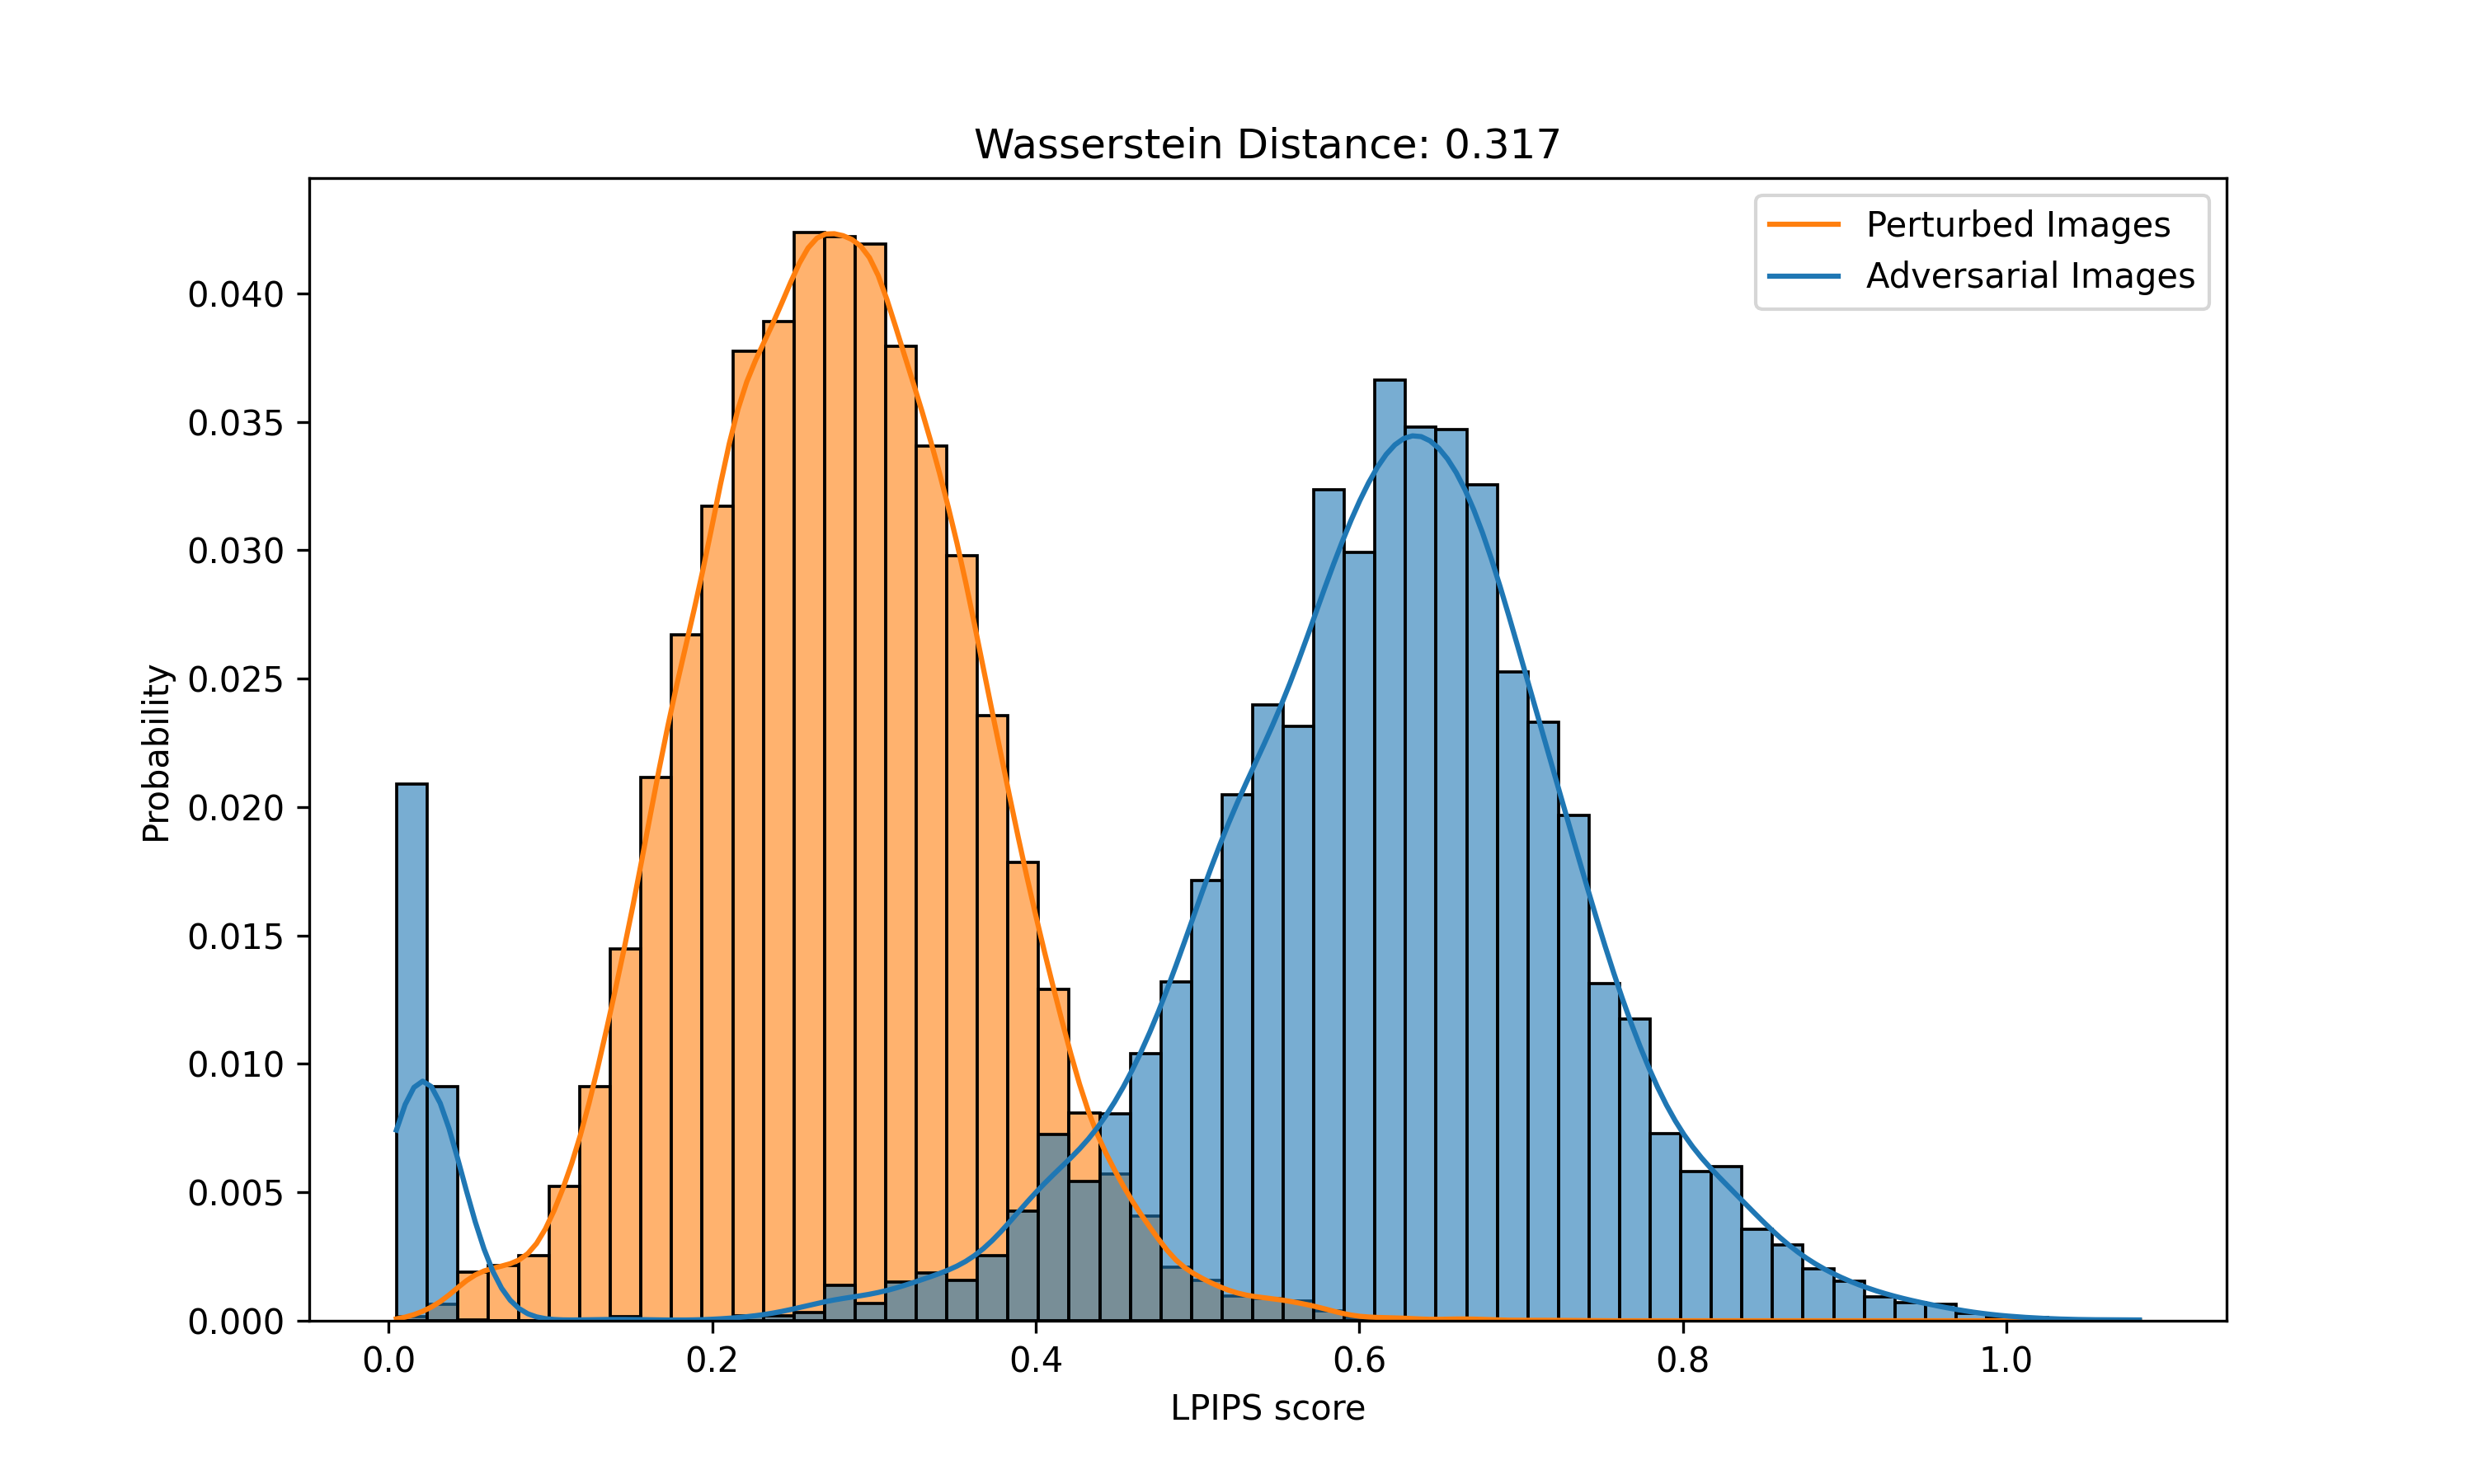 Wasserstein Distance: 0.317
Perturbed Images
Adversarial Images
Probability
0.040
0.035
0.030
0.025
0.020
0.015
0.010
0.005
0.000
0.0 0.2 0.4 0.6 0.8 1.0
LPIPS score